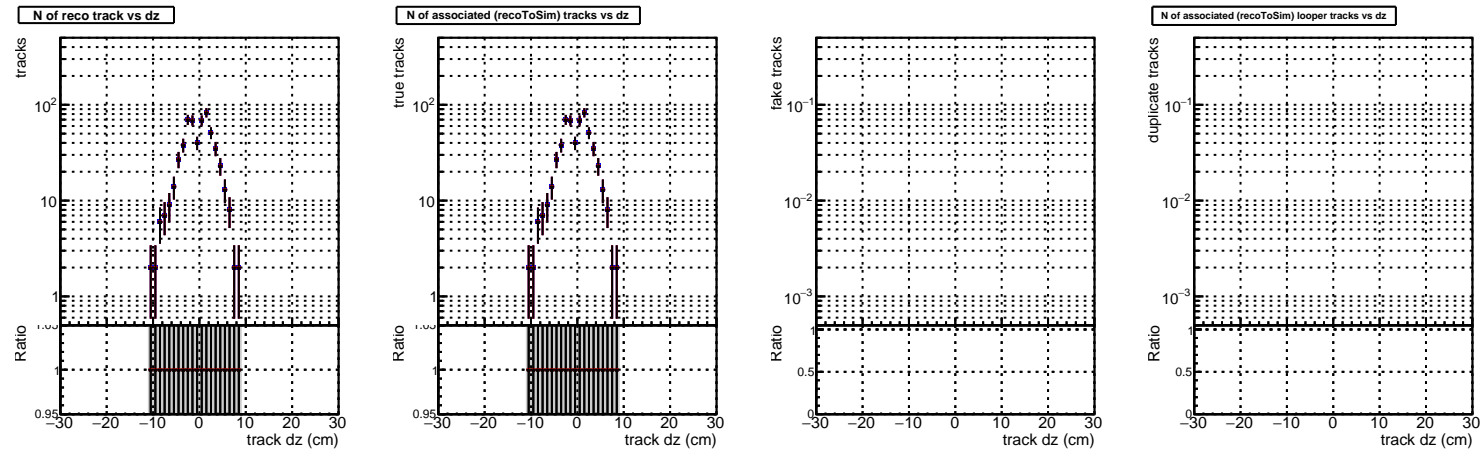 N of reco track vs dz
tracks
10²
10
1
Ratio
1.05
1
0.95
−30 −20 −10 0 10 20 30
track dz (cm)
N of associated (recoToSim) tracks vs dz
true tracks
10²
10
1
Ratio
1.05
1
0.95
−30 −20 −10 0 10 20 30
track dz (cm)
fake tracks
10⁻¹
10⁻²
10⁻³
Ratio
1
0.5
0
−30 −20 −10 0 10 20 30
track dz (cm)
N of associated (recoToSim) looper tracks vs dz
duplicate tracks
10⁻¹
10⁻²
10⁻³
Ratio
1
0.5
0
−30 −20 −10 0 10 20 30
track dz (cm)